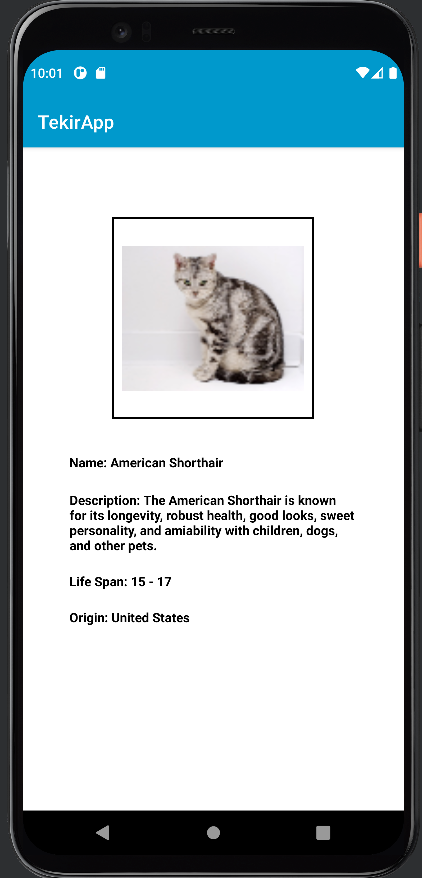 10:01
TekirApp
Name: American Shorthair
Description: The American Shorthair is known
for its longevity, robust health, good looks, sweet
personality, and amiability with children, dogs,
and other pets.
Life Span: 15 - 17
Origin: United States